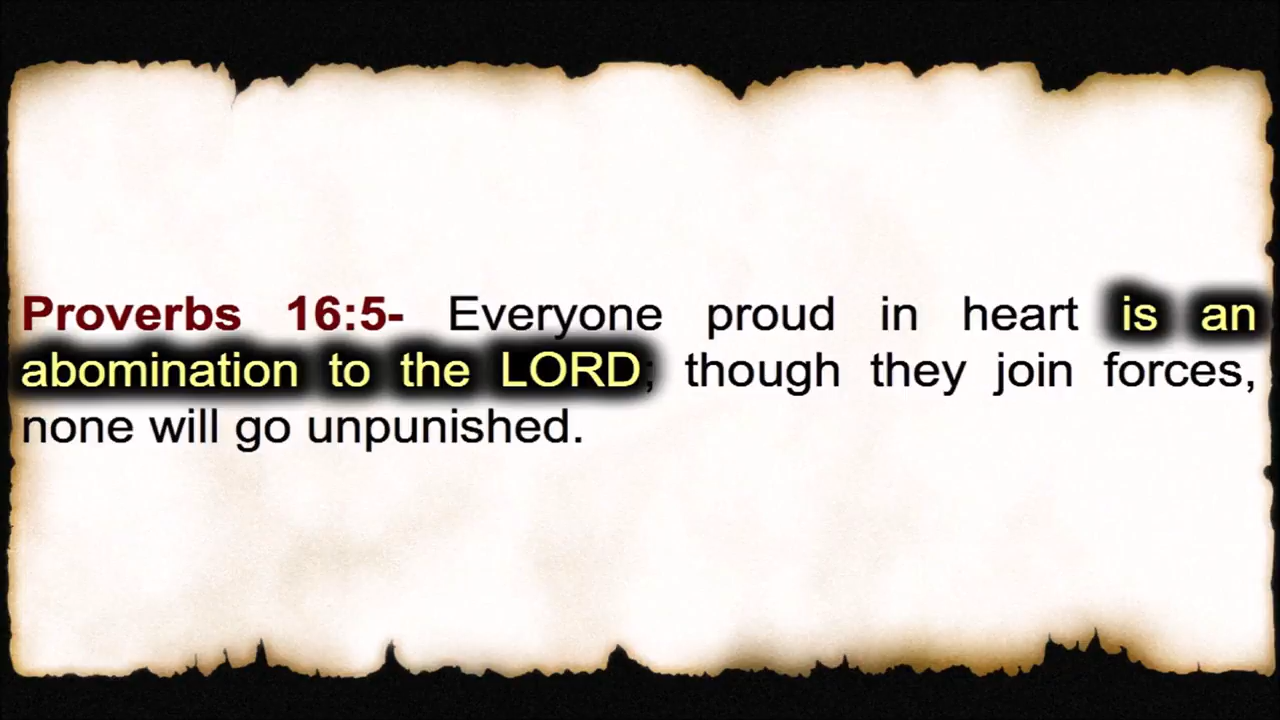 Proverbs 16:5- Everyone proud in heart is an
abomination to the LORD; though they join forces,
none will go unpunished.